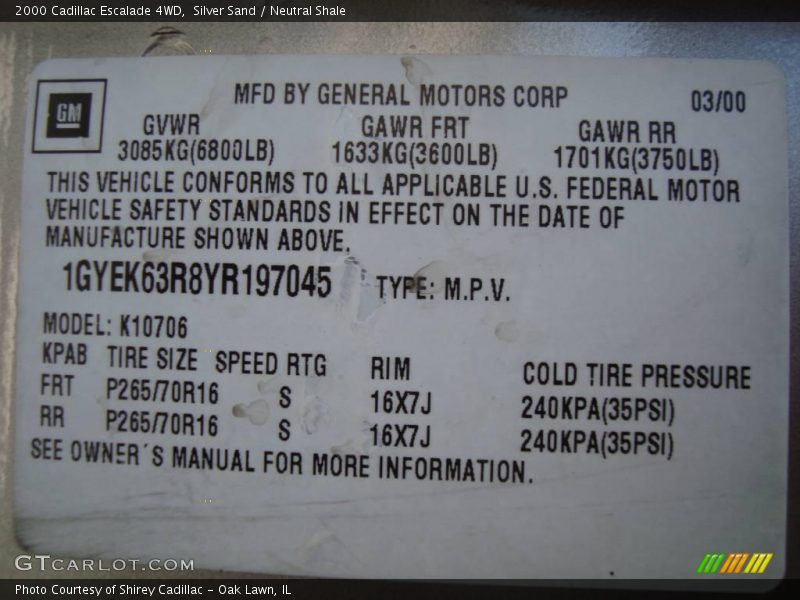 2000 Cadillac Escalade 4WD, Silver Sand / Neutral Shale
GM
MFD BY GENERAL MOTORS CORP 03/00
GVWR GAWR FRT GAWR RR
3085KG(6800LB) 1633KG(3600LB) 1701KG(3750LB)
THIS VEHICLE CONFORMS TO ALL APPLICABLE U.S. FEDERAL MOTOR
VEHICLE SAFETY STANDARDS IN EFFECT ON THE DATE OF
MANUFACTURE SHOWN ABOVE.
1GYEK63R8YR197045 TYPE: M.P.V.
MODEL: K10706
KPAB TIRE SIZE SPEED RTG RIM COLD TIRE PRESSURE
FRT P265/70R16 S 16X7J 240KPA(35PSI)
RR P265/70R16 S 16X7J 240KPA(35PSI)
SEE OWNER´S MANUAL FOR MORE INFORMATION.
GTCARLOT.COM
Photo Courtesy of Shirey Cadillac - Oak Lawn, IL